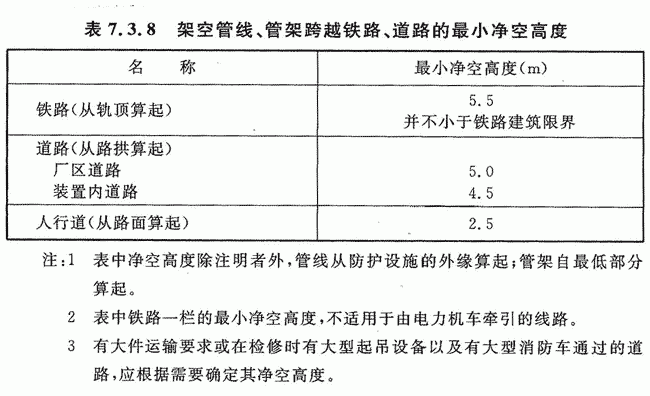 表 7.3.8 架空管线、管架跨越铁路、道路的最小净空高度
名 称 最小净空高度(m)
铁路(从轨顶算起) 5.5
并不小于铁路建筑限界
道路(从路拱算起)
厂区道路 5.0
装置内道路 4.5
人行道(从路面算起) 2.5
注:1 表中净空高度除注明者外,管线从防护设施的外缘算起;管架自最低部分
算起。
2 表中铁路一栏的最小净空高度,不适用于由电力机车牵引的线路。
3 有大件运输要求或在检修时有大型起吊设备以及有大型消防车通过的道
路,应根据需要确定其净空高度。